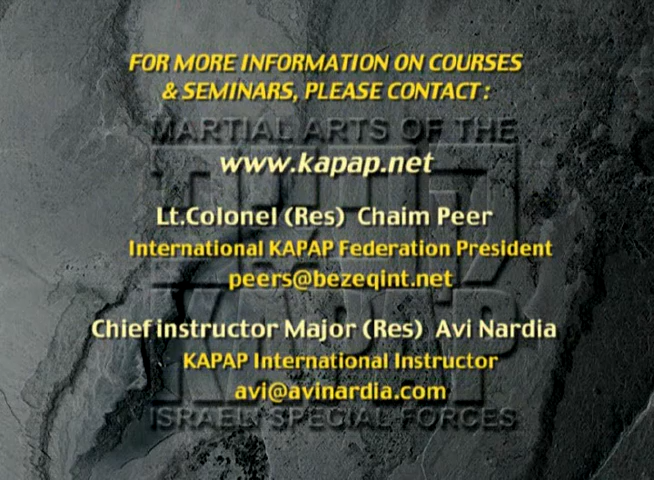 FOR MORE INFORMATION ON COURSES
& SEMINARS, PLEASE CONTACT :
MARTIAL ARTS OF THE
www.kapap.net
Lt.Colonel (Res) Chaim Peer
International KAPAP Federation President
peers@bezeqint.net
KAPAP
Chief instructor Major (Res) Avi Nardia
KAPAP International Instructor
avi@avinardia.com
ISRAELI SPECIAL FORCES